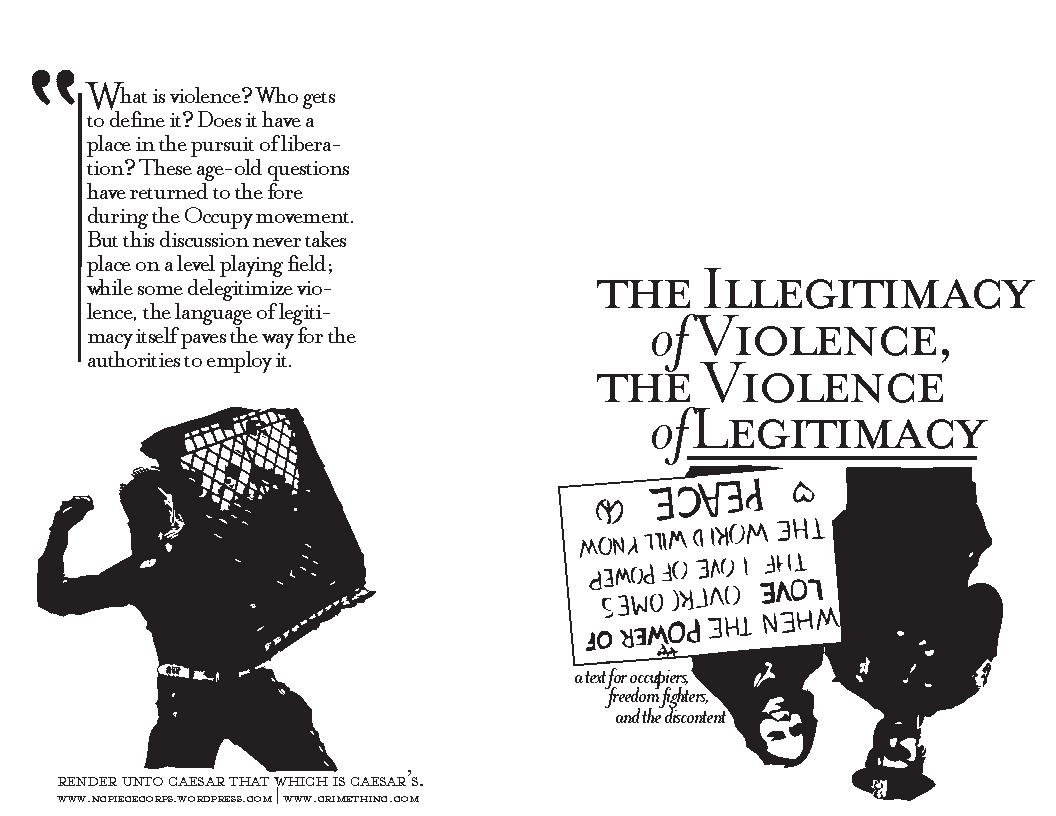 “What is violence? Who gets
to define it? Does it have a
place in the pursuit of libera-
tion? These age-old questions
have returned to the fore
during the Occupy movement.
But this discussion never takes
place on a level playing field;
while some delegitimize vio-
lence, the language of legiti-
macy itself paves the way for the
authorities to employ it.
RENDER UNTO CAESAR THAT WHICH IS CAESAR'S.
WWW.NOPIECECORPS.WORDPRESS.COM | WWW.CRIMETHINC.COM
THE ILLEGITIMACY
of VIOLENCE,
THE VIOLENCE
of LEGITIMACY
WHEN THE POWER OF
LOVE OVERCOMES
THE LOVE OF POWER
THE WORLD WILL KNOW
PEACE
a text for occupiers,
freedom fighters,
and the discontent